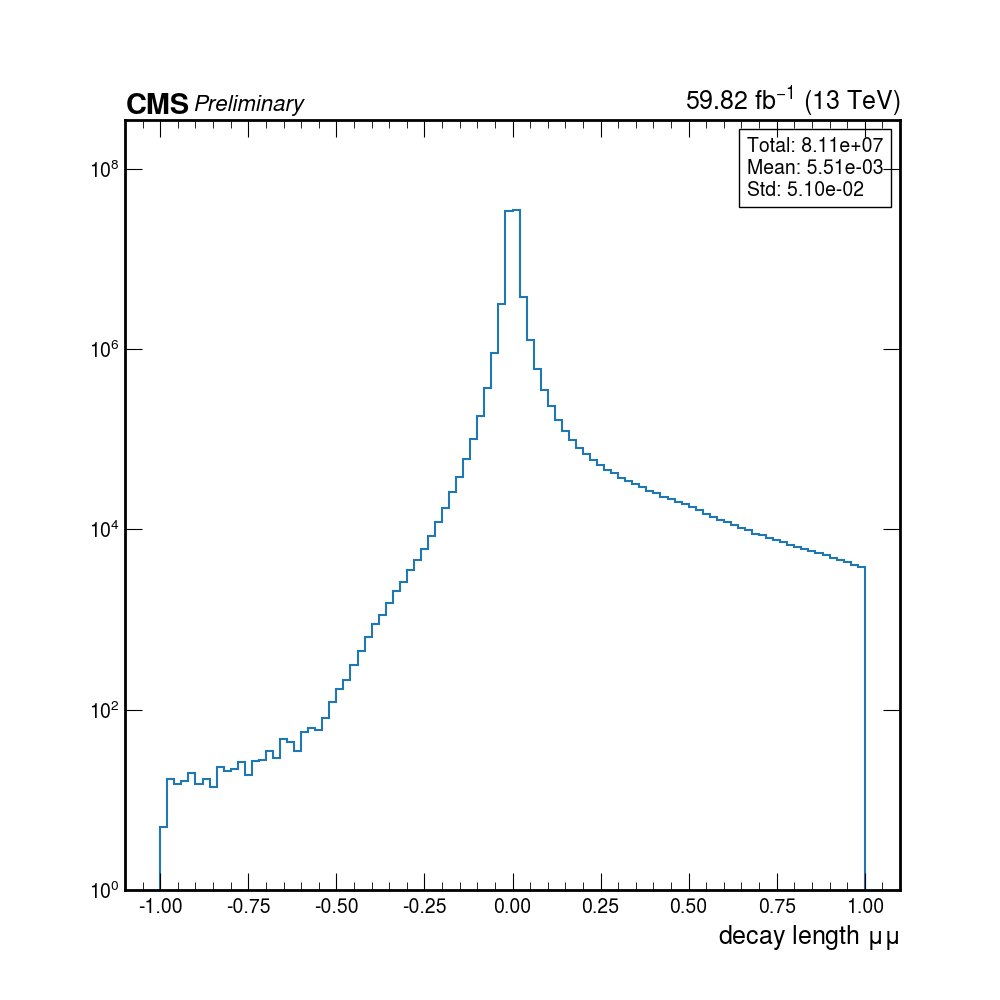 CMS Preliminary 59.82 fb⁻¹ (13 TeV)
Total: 8.11e+07
Mean: 5.51e-03
Std: 5.10e-02
10⁸
10⁶
10⁴
10²
10⁰
-1.00 -0.75 -0.50 -0.25 0.00 0.25 0.50 0.75 1.00
decay length μμ